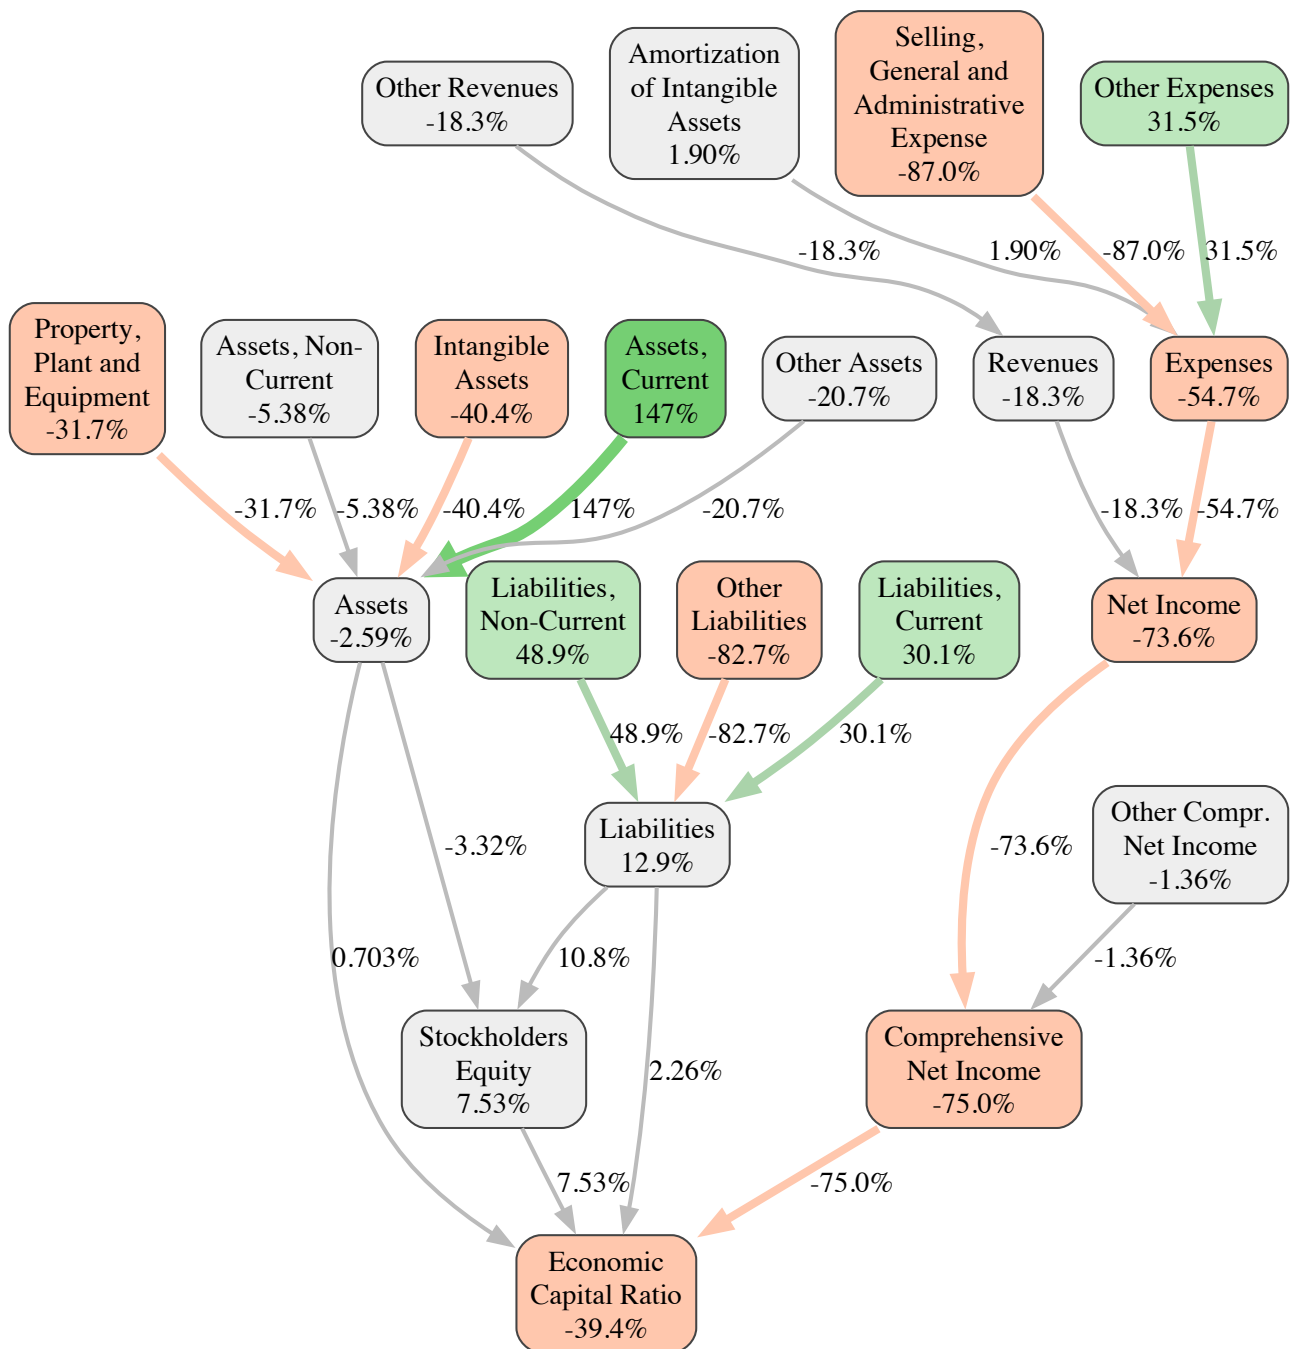 Other Revenues
-18.3%
Amortization
of Intangible
Assets
1.90%
Selling,
General and
Administrative
Expense
-87.0%
Other Expenses
31.5%
-18.3%
1.90%
-87.0%
31.5%
Property,
Plant and
Equipment
-31.7%
Assets, Non-
Current
-5.38%
Intangible
Assets
-40.4%
Assets,
Current
147%
Other Assets
-20.7%
Revenues
-18.3%
Expenses
-54.7%
-31.7%
-5.38%
-40.4%
147%
-20.7%
-18.3%
-54.7%
Assets
-2.59%
Liabilities,
Non-Current
48.9%
Other
Liabilities
-82.7%
Liabilities,
Current
30.1%
Net Income
-73.6%
48.9%
-82.7%
30.1%
Liabilities
12.9%
-3.32%
-73.6%
Other Compr.
Net Income
-1.36%
0.703%
10.8%
-1.36%
Stockholders
Equity
7.53%
2.26%
Comprehensive
Net Income
-75.0%
7.53%
-75.0%
Economic
Capital Ratio
-39.4%